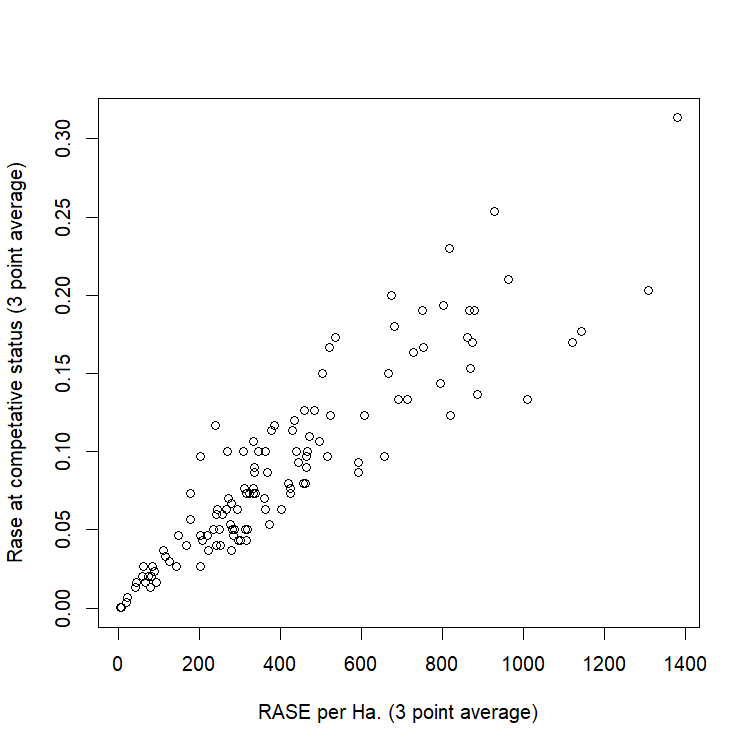 Rase at competative status (3 point average)
0.30
0.25
0.20
0.15
0.10
0.05
0.00
0 200 400 600 800 1000 1200 1400
RASE per Ha. (3 point average)